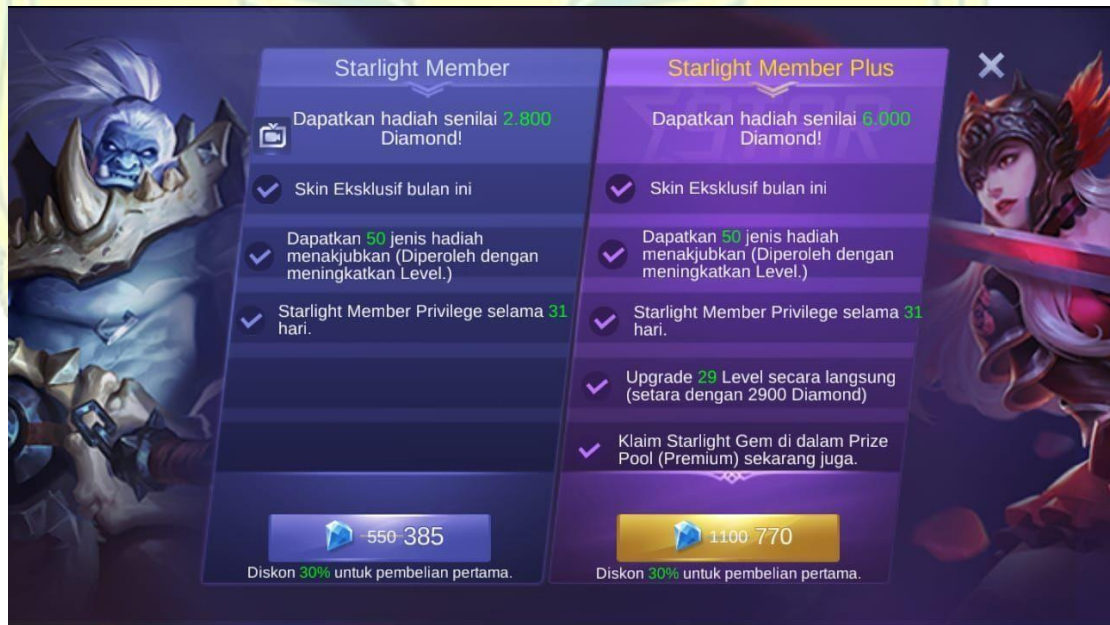 Starlight Member
Dapatkan hadiah senilai 2.800
Diamond!
Skin Eksklusif bulan ini
Dapatkan 50 jenis hadiah
menakjubkan (Diperoleh dengan
meningkatkan Level.)
Starlight Member Privilege selama 31
hari.
550 385
Diskon 30% untuk pembelian pertama.
Starlight Member Plus
STAR
Dapatkan hadiah senilai 6.000
Diamond!
Skin Eksklusif bulan ini
Dapatkan 50 jenis hadiah
menakjubkan (Diperoleh dengan
meningkatkan Level.)
Starlight Member Privilege selama 31
hari.
Upgrade 29 Level secara langsung
(setara dengan 2900 Diamond)
Klaim Starlight Gem di dalam Prize
Pool (Premium) sekarang juga.
1100 770
Diskon 30% untuk pembelian pertama.